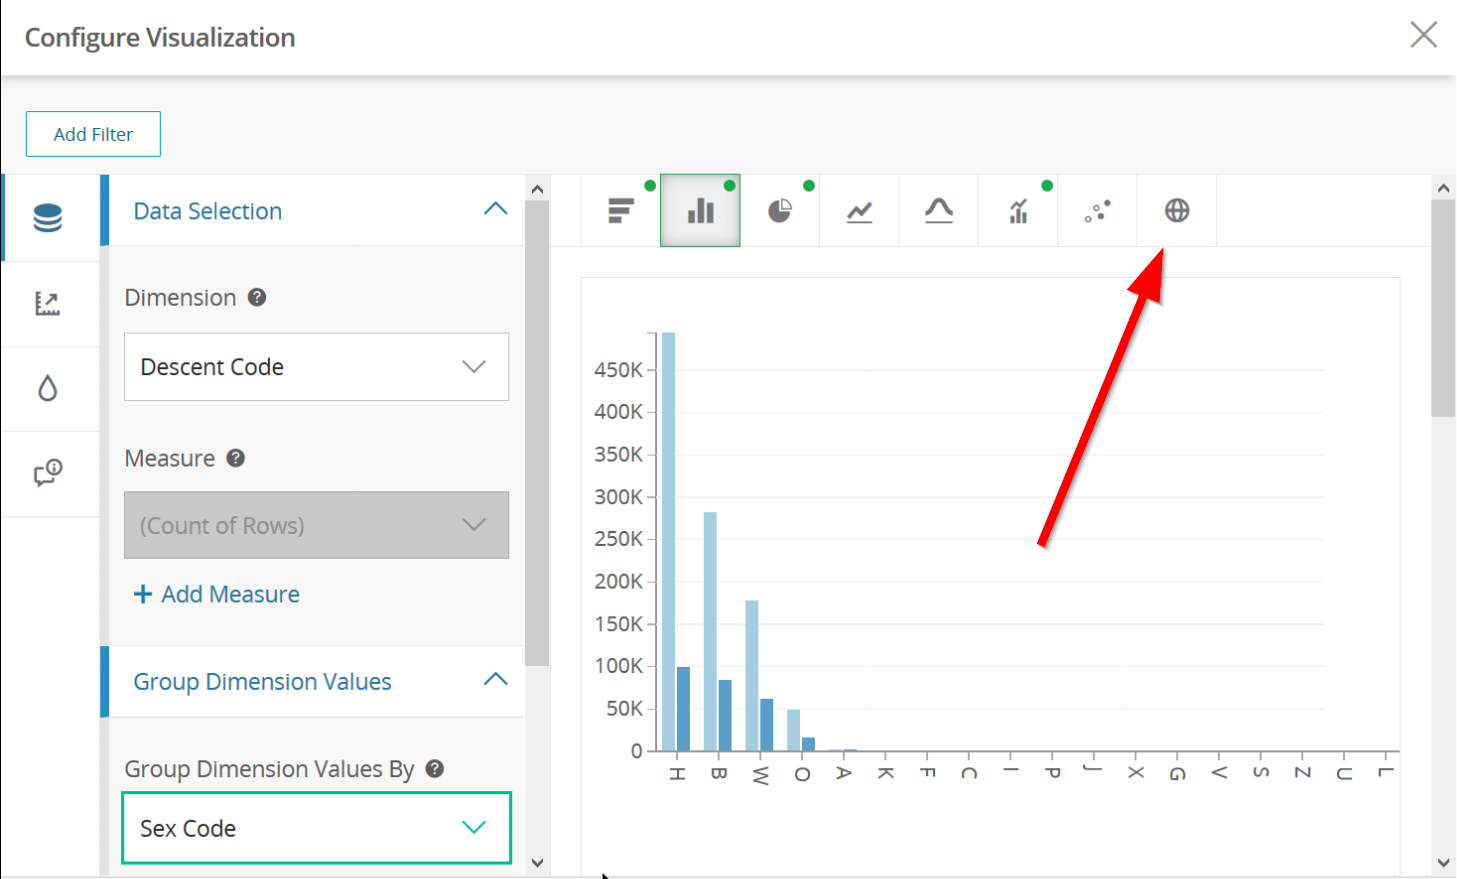 Configure Visualization
Add Filter
Data Selection
Dimension
Descent Code
Measure
(Count of Rows)
+ Add Measure
Group Dimension Values
Group Dimension Values By
Sex Code
450K
400K
350K
300K
250K
200K
150K
100K
50K
0
H B W O A K F C I P J X G V S Z U L